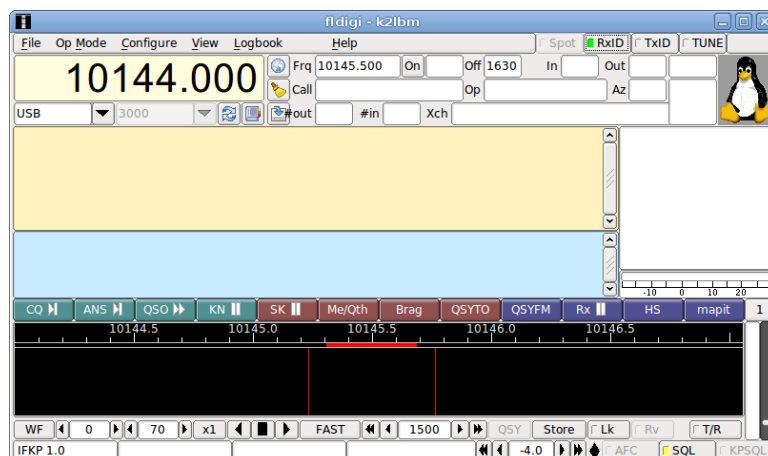 fldigi - k2lbm
File Op Mode Configure View Logbook Help Spot RxID TxID TUNE
10144.000 Frq 10145.500 On Off 1630 In Out
Call Op Az
USB 3000 #out #in Xch
-10 0 10 20
CQ ANS QSO KN SK Me/Qth Brag QSYTO QSYFM Rx HS mapit 1
10144.5 10145.0 10145.5 10146.0 10146.5
WF 0 70 x1 FAST 1500 QSY Store Lk Rv T/R
IFKP 1.0 -4.0 AFC SQL KPSQL